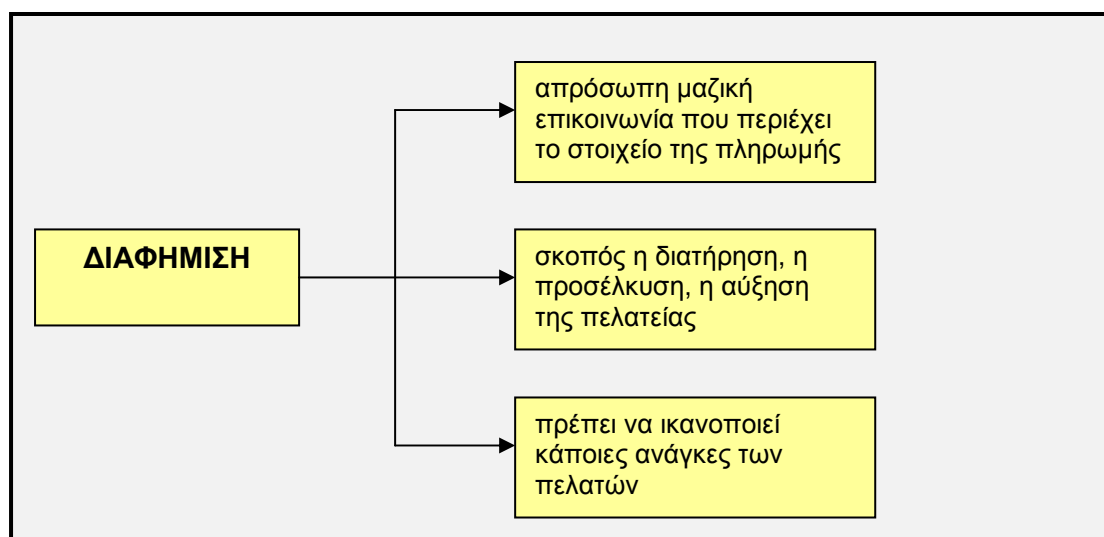 απρόσωπη μαζική
επικοινωνία που περιέχει
το στοιχείο της πληρωμής
ΔΙΑΦΗΜΙΣΗ
σκοπός η διατήρηση, η
προσέλκυση, η αύξηση
της πελατείας
πρέπει να ικανοποιεί
κάποιες ανάγκες των
πελατών